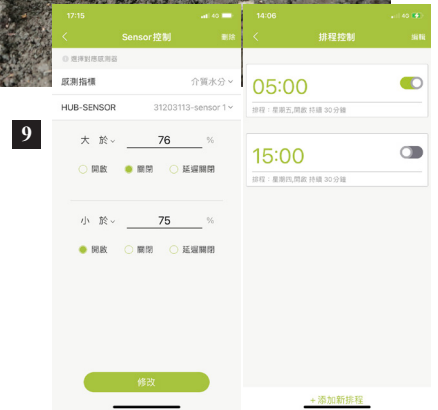 17:15
4G
Sensor控制
刪除
選擇對應感測器
感測指標
介質水分
HUB-SENSOR
31203113-sensor 1
大 於
76
%
開啟
關閉
延遲關閉
小 於
75
%
開啟
關閉
延遲關閉
修改
9
14:06
4G
排程控制
編輯
05:00
排程：星期五,開啟 持續 30分鐘
15:00
排程：星期四,開啟 持續 30分鐘
+添加新排程